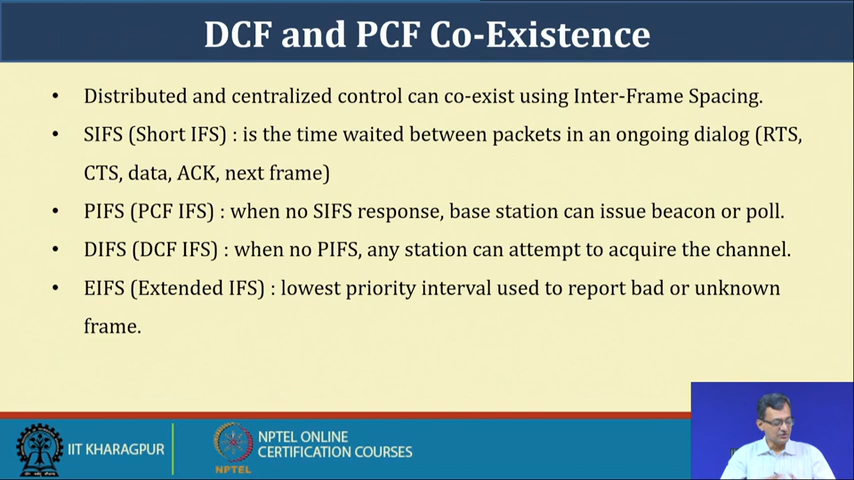 DCF and PCF Co-Existence
• Distributed and centralized control can co-exist using Inter-Frame Spacing.
• SIFS (Short IFS) : is the time waited between packets in an ongoing dialog (RTS,
CTS, data, ACK, next frame)
• PIFS (PCF IFS) : when no SIFS response, base station can issue beacon or poll.
• DIFS (DCF IFS) : when no PIFS, any station can attempt to acquire the channel.
• EIFS (Extended IFS) : lowest priority interval used to report bad or unknown
frame.
IIT KHARAGPUR
NPTEL
NPTEL ONLINE
CERTIFICATION COURSES